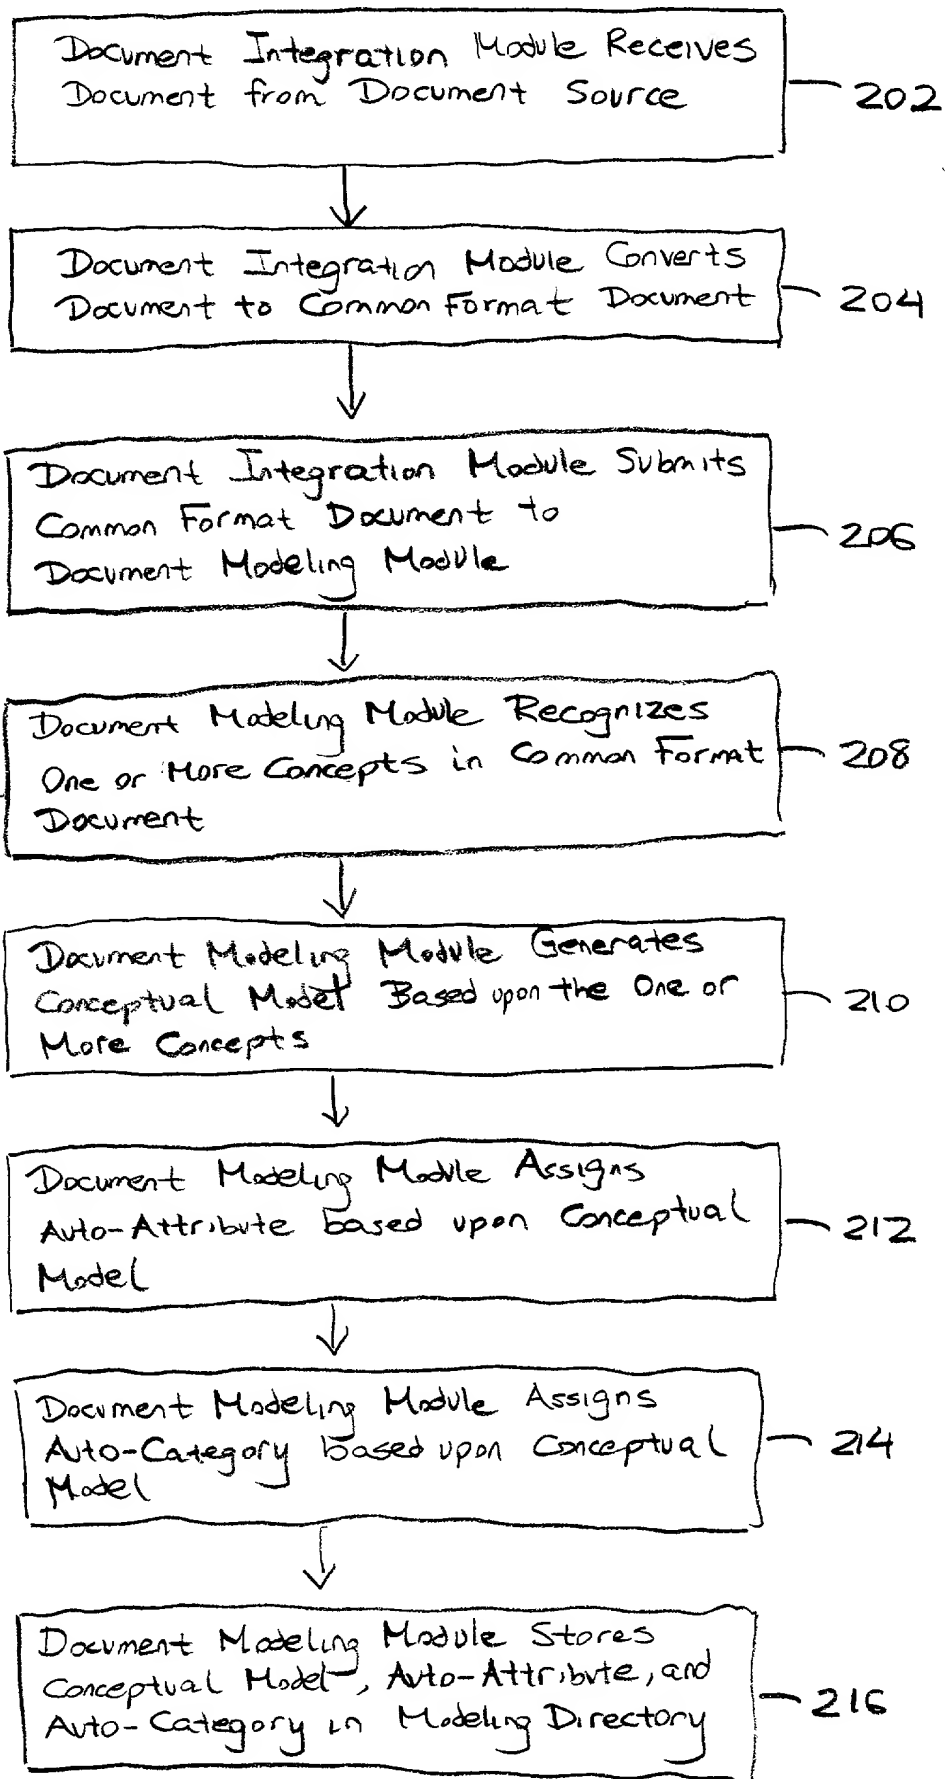 Document Integration Module Receives
Document from Document Source
202
Document Integration Module Converts
Document to Common Format Document
204
Document Integration Module Submits
Common Format Document to
Document Modeling Module
206
Document Modeling Module Recognizes
One or More Concepts in Common Format
Document
208
Document Modeling Module Generates
Conceptual Model Based upon the One or
More Concepts
210
Document Modeling Module Assigns
Auto-Attribute based upon Conceptual
Model
212
Document Modeling Module Assigns
Auto-Category based upon Conceptual
Model
214
Document Modeling Module Stores
Conceptual Model, Auto-Attribute, and
Auto-Category in Modeling Directory
216